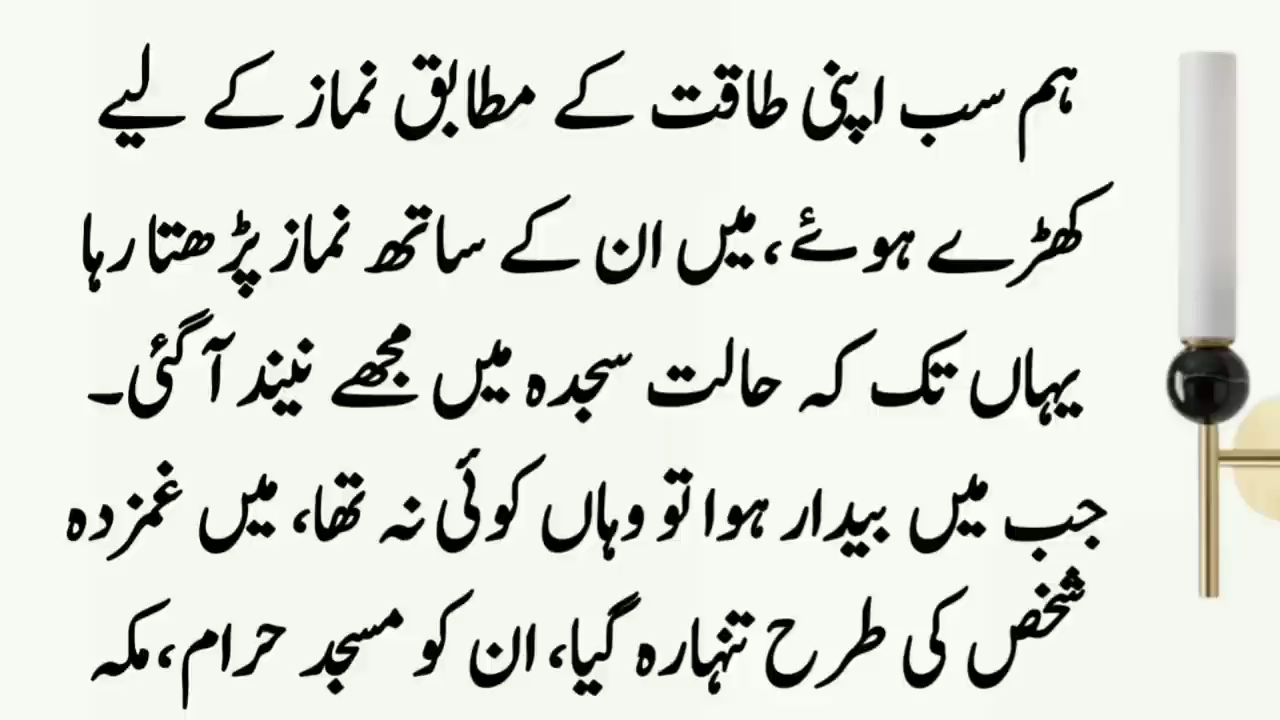 ہم سب اپنی طاقت کے مطابق نماز کے لیے
کھڑے ہوئے، میں ان کے ساتھ نماز پڑھتا رہا
یہاں تک کہ حالت سجدہ میں مجھے نیند آ گئی۔
جب میں بیدار ہوا تو وہاں کوئی نہ تھا، میں غمزدہ
شخص کی طرح تنہا رہ گیا، ان کو مسجد حرام، مکہ